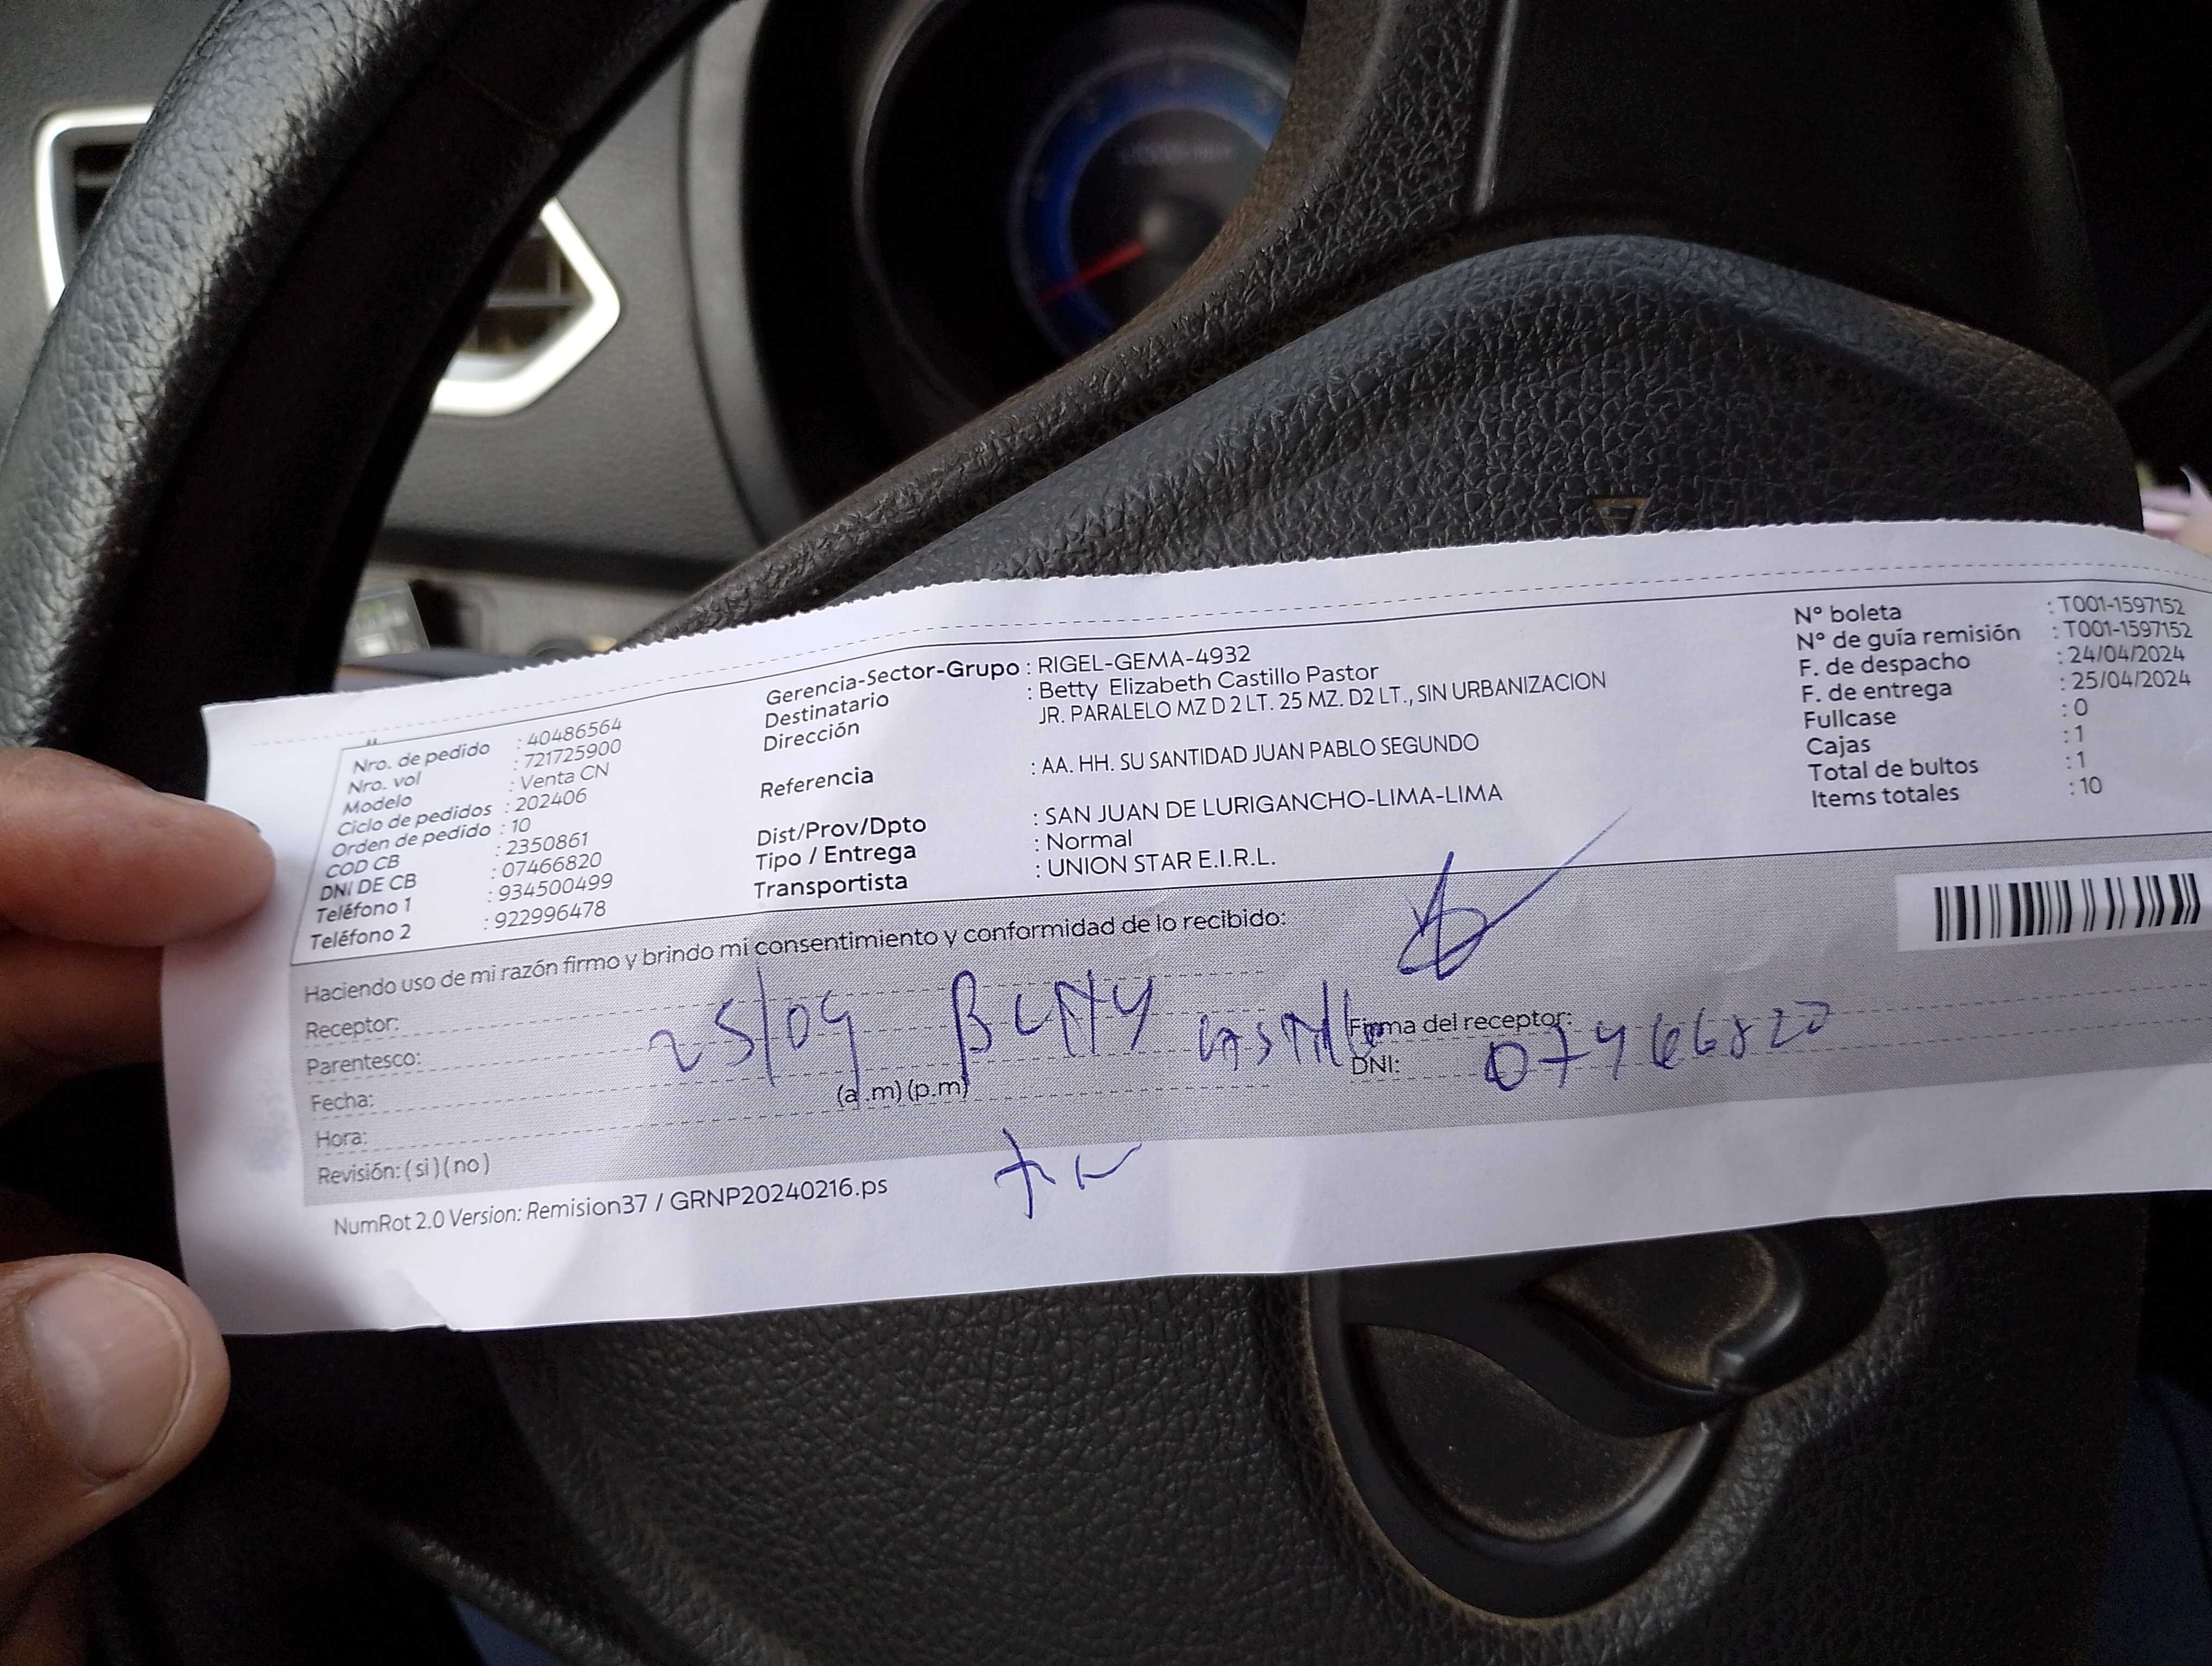 Nro. de pedido : 40486564
Nro. vol : 721725900
Modelo : Venta CN
Ciclo de pedidos : 202406
Orden de pedido : 10
COD CB : 2350861
DNI DE CB : 07466820
Teléfono 1 : 934500499
Teléfono 2 : 922996478
Gerencia-Sector-Grupo : RIGEL-GEMA-4932
Destinatario : Betty Elizabeth Castillo Pastor
Dirección JR. PARALELO MZ D 2 LT. 25 MZ. D2 LT., SIN URBANIZACION
Referencia : AA. HH. SU SANTIDAD JUAN PABLO SEGUNDO
Dist/Prov/Dpto : SAN JUAN DE LURIGANCHO-LIMA-LIMA
Tipo / Entrega : Normal
Transportista : UNION STAR E.I.R.L.
N° boleta : T001-1597152
N° de guía remisión : T001-1597152
F. de despacho : 24/04/2024
F. de entrega : 25/04/2024
Fullcase : 0
Cajas : 1
Total de bultos : 1
Items totales : 10
Haciendo uso de mi razón firmo y brindo mi consentimiento y conformidad de lo recibido:
Receptor:
Parentesco:
25/04 Betty Castillo
Firma del receptor:
DNI: 07466820
Fecha:
(a.m) (p.m)
Hora:
Revisión: ( si ) ( no )
NumRot 2.0 Version: Remision37 / GRNP20240216.ps